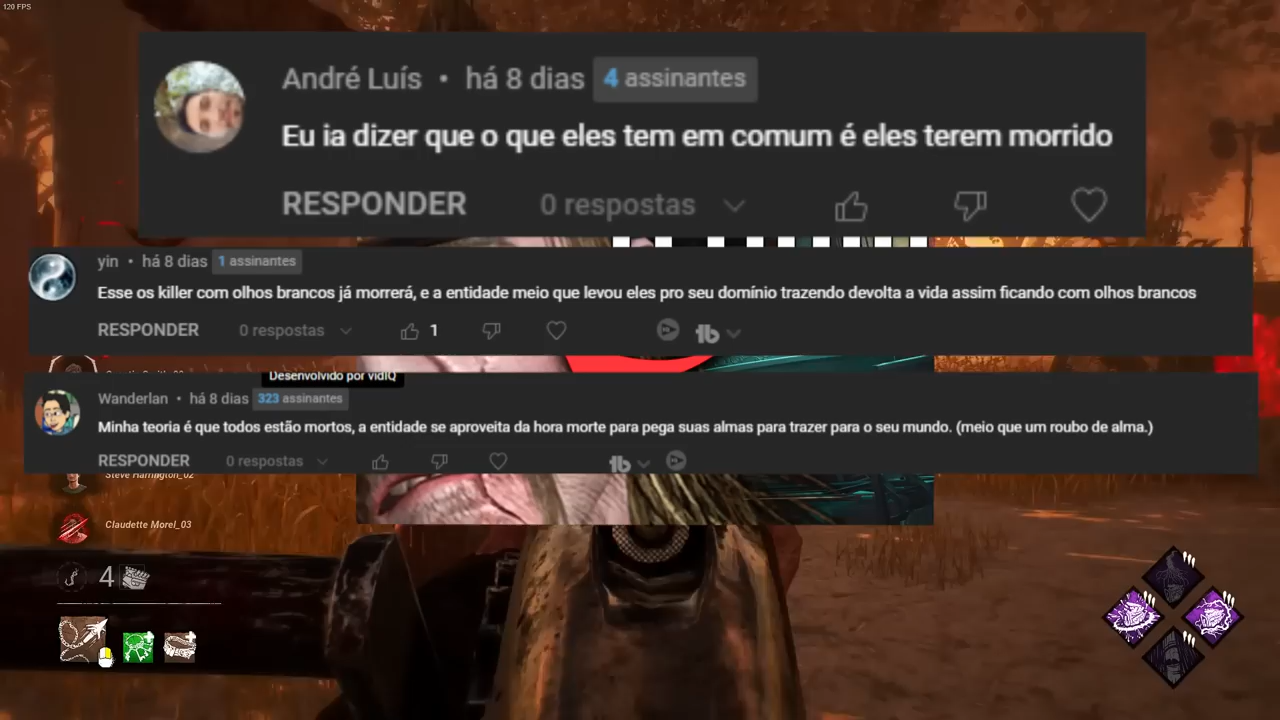 120 FPS
André Luís • há 8 dias 4 assinantes
Eu ia dizer que o que eles tem em comum é eles terem morrido
RESPONDER 0 respostas
yin • há 8 dias 1 assinantes
Esse os killer com olhos brancos já morrerá, e a entidade meio que levou eles pro seu domínio trazendo devolta a vida assim ficando com olhos brancos
RESPONDER 0 respostas 1
Desenvolvido por vidIQ
Wanderlan • há 8 dias 323 assinantes
Minha teoria é que todos estão mortos, a entidade se aproveita da hora morte para pega suas almas para trazer para o seu mundo. (meio que um roubo de alma.)
RESPONDER 0 respostas
Steve Harrington_02
Claudette Morel_03
4